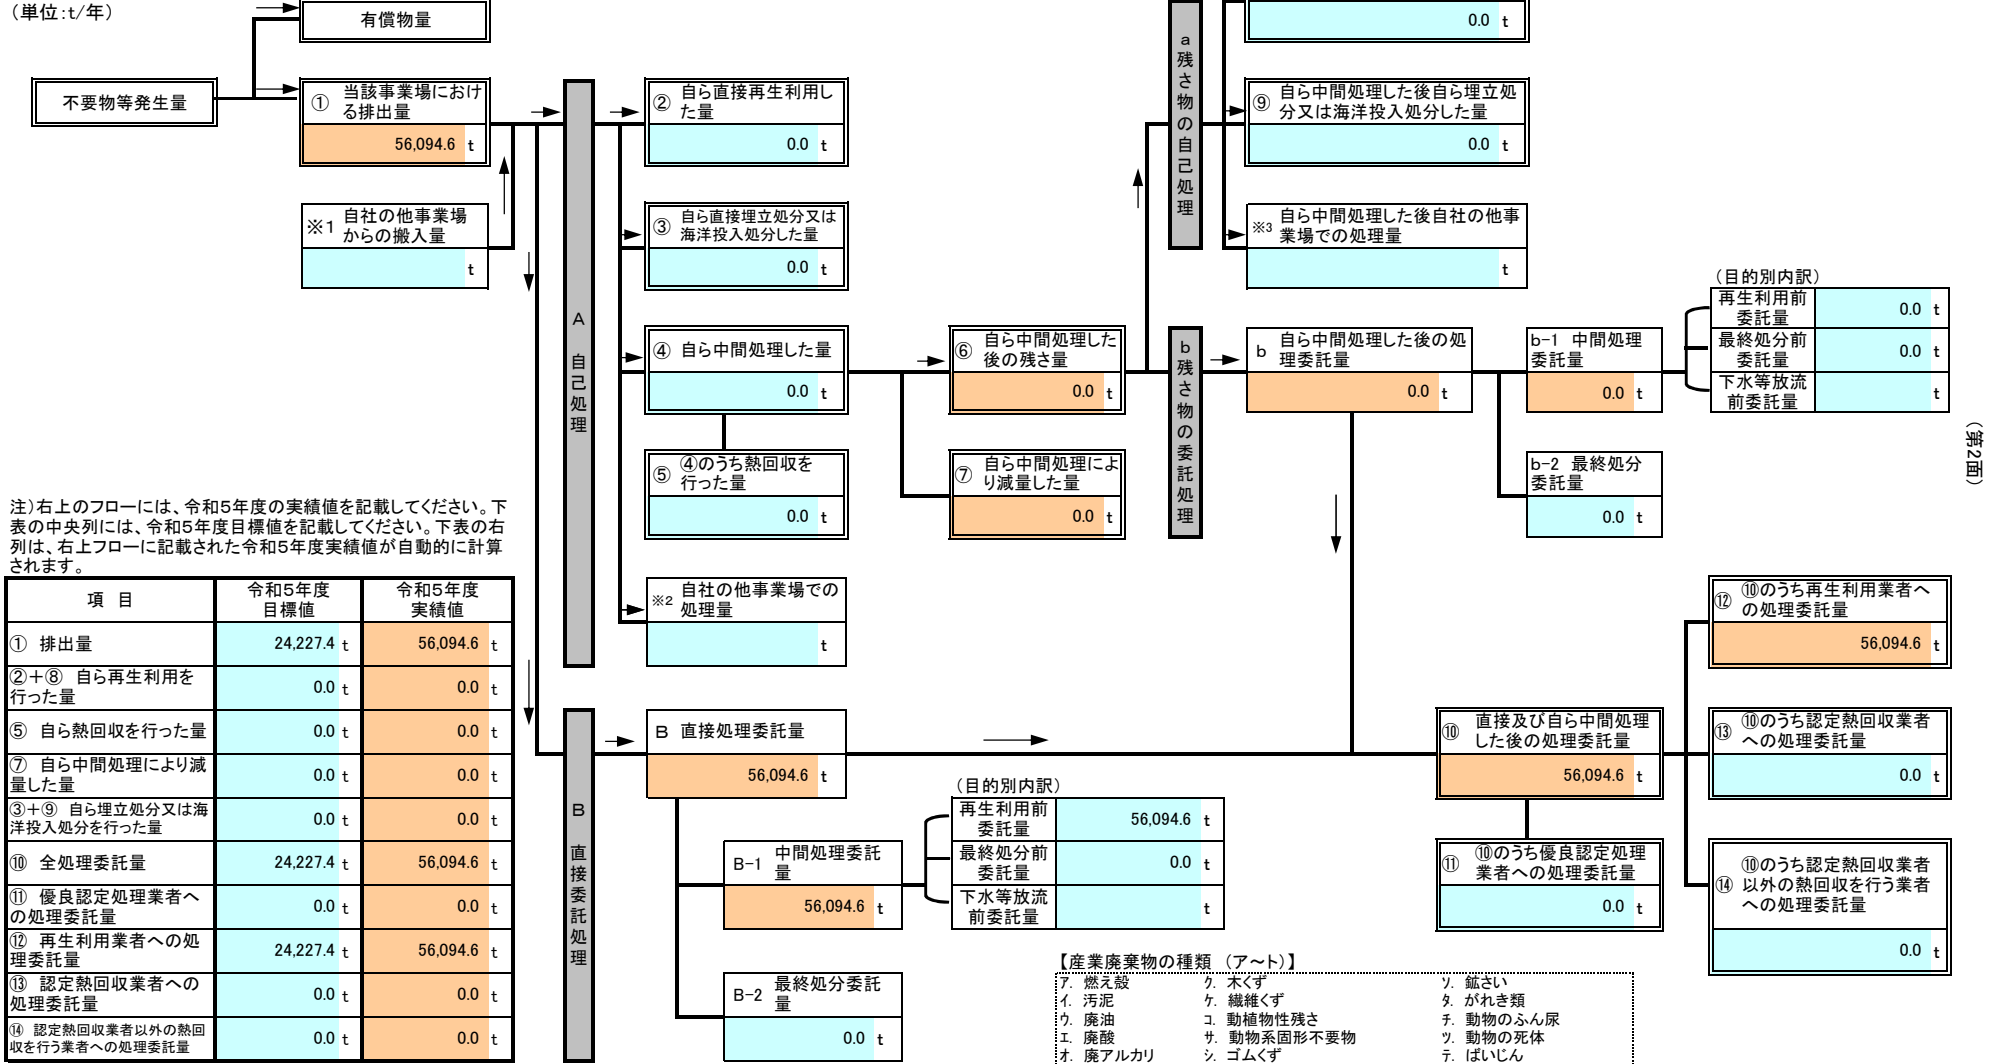 （単位：t/年）
有償物量
不要物等発生量
① 当該事業場におけ
る排出量
56,094.6 t
※1 自社の他事業場
からの搬入量
t
A 自己処理
② 自ら直接再生利用し
た量
0.0 t
③ 自ら直接埋立処分又は
海洋投入処分した量
0.0 t
④ 自ら中間処理した量
0.0 t
⑤ ④のうち熱回収を
行った量
0.0 t
※2 自社の他事業場での
処理量
t
⑥ 自ら中間処理した
後の残さ量
0.0 t
⑦ 自ら中間処理によ
り減量した量
0.0 t
a 残さ物の自己処理
0.0 t
⑨ 自ら中間処理した後自ら埋立処
分又は海洋投入処分した量
0.0 t
※3 自ら中間処理した後自社の他事
業場での処理量
t
b 残さ物の委託処理
b 自ら中間処理した後の処
理委託量
0.0 t
b-1 中間処理
委託量
0.0 t
b-2 最終処分
委託量
0.0 t
（目的別内訳）
再生利用前
委託量
0.0 t
最終処分前
委託量
0.0 t
下水等放流
前委託量
t
（第2面）
注）右上のフローには、令和5年度の実績値を記載してください。下
表の中央列には、令和5年度目標値を記載してください。下表の右
列は、右上フローに記載された令和5年度実績値が自動的に計算
されます。
項 目 令和5年度
目標値 令和5年度
実績値
① 排出量 24,227.4 t 56,094.6 t
②＋⑧ 自ら再生利用を
行った量 0.0 t 0.0 t
⑤ 自ら熱回収を行った量 0.0 t 0.0 t
⑦ 自ら中間処理により減
量した量 0.0 t 0.0 t
③＋⑨ 自ら埋立処分又は海
洋投入処分を行った量 0.0 t 0.0 t
⑩ 全処理委託量 24,227.4 t 56,094.6 t
⑪ 優良認定処理業者へ
の処理委託量 0.0 t 0.0 t
⑫ 再生利用業者への処
理委託量 24,227.4 t 56,094.6 t
⑬ 認定熱回収業者への
処理委託量 0.0 t 0.0 t
⑭ 認定熱回収業者以外の熱回
収を行う業者への処理委託量 0.0 t 0.0 t
B 直接委託処理
B 直接処理委託量
56,094.6 t
B-1 中間処理委託
量
56,094.6 t
B-2 最終処分委託
量
0.0 t
（目的別内訳）
再生利用前
委託量
56,094.6 t
最終処分前
委託量
0.0 t
下水等放流
前委託量
t
⑩ 直接及び自ら中間処理
した後の処理委託量
56,094.6 t
⑪ ⑩のうち優良認定処理
業者への処理委託量
0.0 t
⑫ ⑩のうち再生利用業者へ
の処理委託量
56,094.6 t
⑬ ⑩のうち認定熱回収業者
への処理委託量
0.0 t
⑭ ⑩のうち認定熱回収業者
以外の熱回収を行う業者
への処理委託量
0.0 t
【産業廃棄物の種類 （ア～ト）】
ア. 燃え殻 ク. 木くず ソ. 鉱さい
イ. 汚泥 ケ. 繊維くず タ. がれき類
ウ. 廃油 コ. 動植物性残さ チ. 動物のふん尿
エ. 廃酸 サ. 動物系固形不要物 ツ. 動物の死体
オ. 廃アルカリ シ. ゴムくず テ. ばいじん